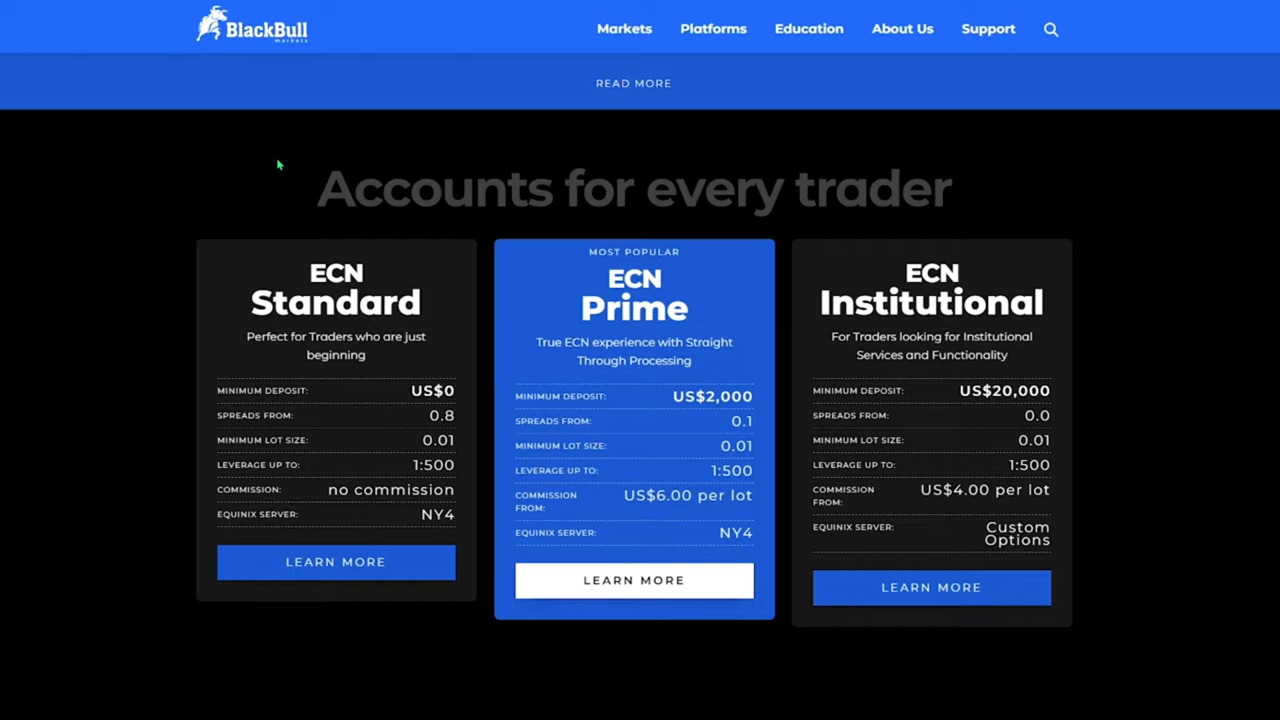 BlackBull
markets
Markets Platforms Education About Us Support
READ MORE
Accounts for every trader
ECN
Standard
Perfect for Traders who are just
beginning
MINIMUM DEPOSIT: US$0
SPREADS FROM: 0.8
MINIMUM LOT SIZE: 0.01
LEVERAGE UP TO: 1:500
COMMISSION: no commission
EQUINIX SERVER: NY4
LEARN MORE
MOST POPULAR
ECN
Prime
True ECN experience with Straight
Through Processing
MINIMUM DEPOSIT: US$2,000
SPREADS FROM: 0.1
MINIMUM LOT SIZE: 0.01
LEVERAGE UP TO: 1:500
COMMISSION US$6.00 per lot
FROM:
EQUINIX SERVER: NY4
LEARN MORE
ECN
Institutional
For Traders looking for Institutional
Services and Functionality
MINIMUM DEPOSIT: US$20,000
SPREADS FROM: 0.0
MINIMUM LOT SIZE: 0.01
LEVERAGE UP TO: 1:500
COMMISSION US$4.00 per lot
FROM:
EQUINIX SERVER: Custom
Options
LEARN MORE